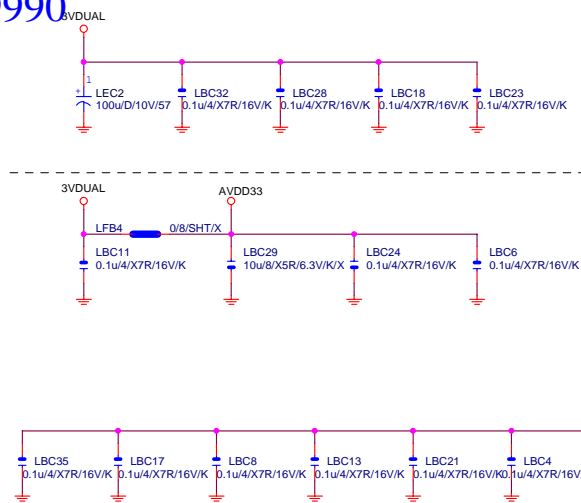 9990
3VDUAL
1
+
LEC2 LBC32 LBC28 LBC18 LBC23
100u/D/10V/57 0.1u/4/X7R/16V/K 0.1u/4/X7R/16V/K 0.1u/4/X7R/16V/K 0.1u/4/X7R/16V/K
3VDUAL AVDD33
LFB4 0/8/SHT/X
LBC11 LBC29 LBC24 LBC6
0.1u/4/X7R/16V/K 10u/8/X5R/6.3V/K/X 0.1u/4/X7R/16V/K 0.1u/4/X7R/16V/K
LBC35 LBC17 LBC8 LBC13 LBC21 LBC4
0.1u/4/X7R/16V/K 0.1u/4/X7R/16V/K 0.1u/4/X7R/16V/K 0.1u/4/X7R/16V/K 0.1u/4/X7R/16V/K 0.1u/4/X7R/16V/